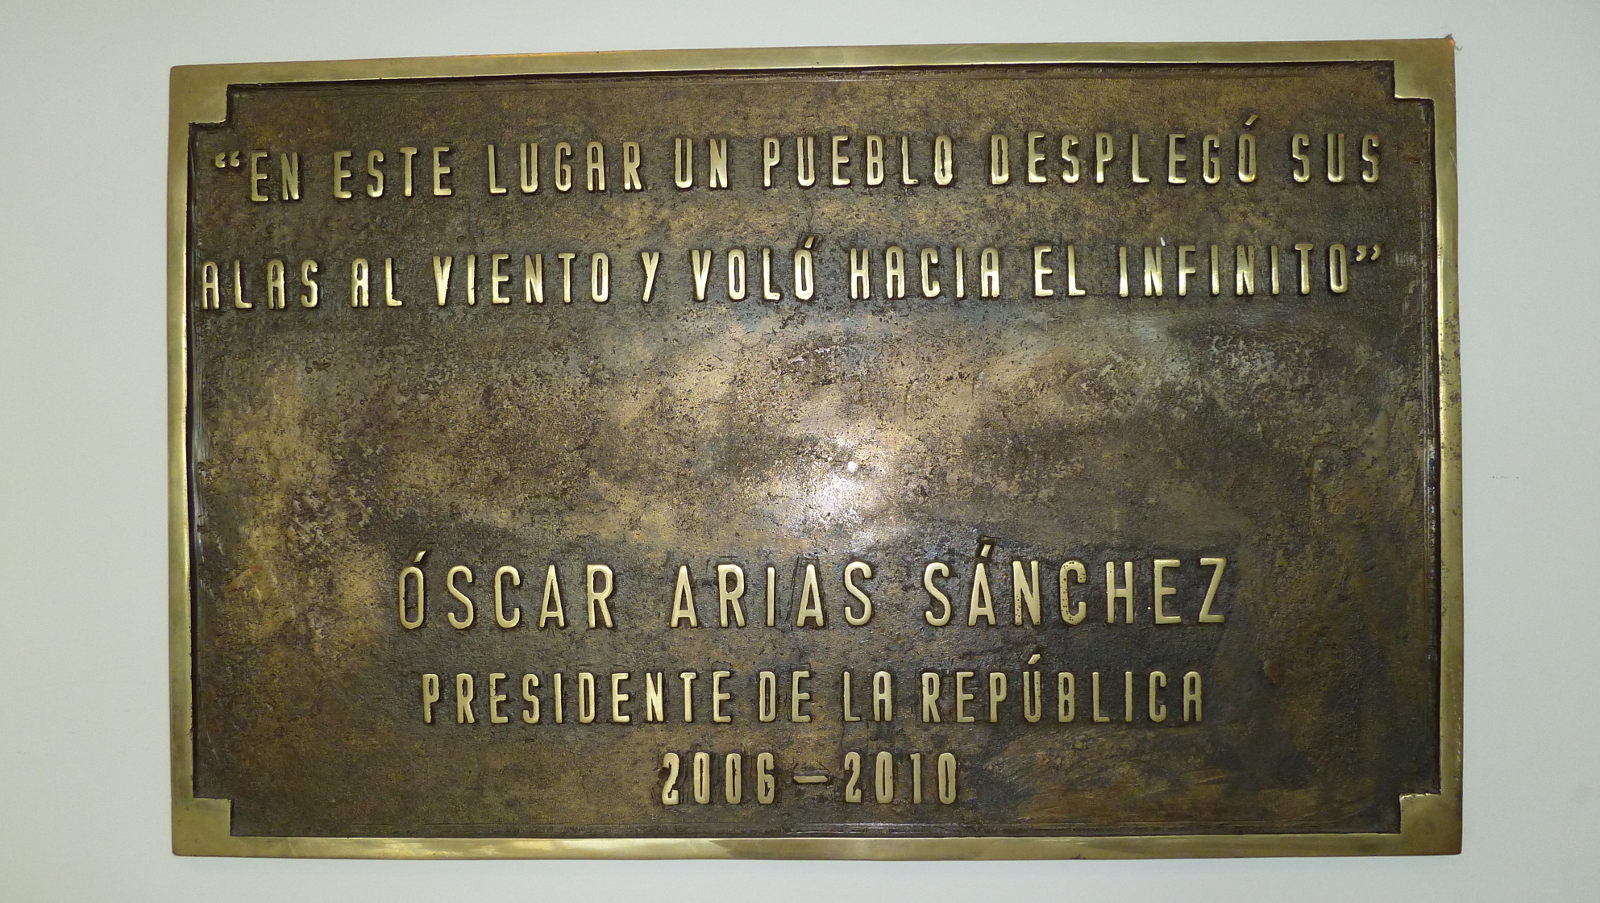 “EN ESTE LUGAR UN PUEBLO DESPLEGÓ SUS
ALAS AL VIENTO Y VOLÓ HACIA EL INFINITO”
ÓSCAR ARIAS SÁNCHEZ
PRESIDENTE DE LA REPÚBLICA
2006 – 2010